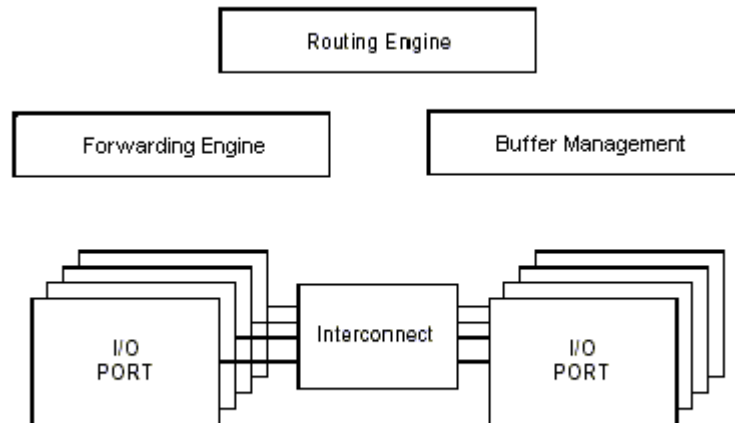 Routing Engine
Forwarding Engine
Buffer Management
I/O
PORT
Interconnect
I/O
PORT